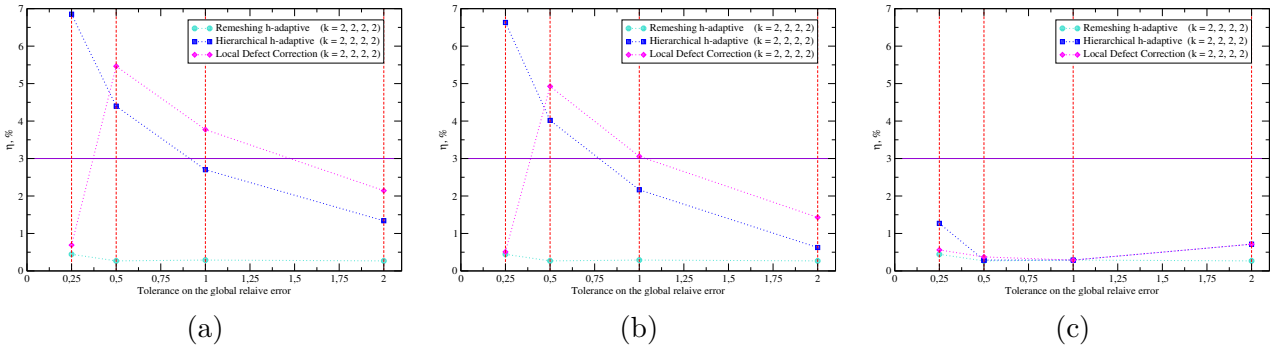 7
6
5
4
3
2
1
0
η, %
Remeshing h-adaptive (k = 2, 2, 2, 2)
Hierarchical h-adaptive (k = 2, 2, 2, 2)
Local Defect Correction (k = 2, 2, 2, 2)
0 0,25 0,5 0,75 1 1,25 1,5 1,75 2
Tolerance on the global relaive error
(a)
7
6
5
4
3
2
1
0
η, %
Remeshing h-adaptive (k = 2, 2, 2, 2)
Hierarchical h-adaptive (k = 2, 2, 2, 2)
Local Defect Correction (k = 2, 2, 2, 2)
0 0,25 0,5 0,75 1 1,25 1,5 1,75 2
Tolerance on the global relaive error
(b)
7
6
5
4
3
2
1
0
η, %
Remeshing h-adaptive (k = 2, 2, 2, 2)
Hierarchical h-adaptive (k = 2, 2, 2, 2)
Local Defect Correction (k = 2, 2, 2, 2)
0 0,25 0,5 0,75 1 1,25 1,5 1,75 2
Tolerance on the global relaive error
(c)